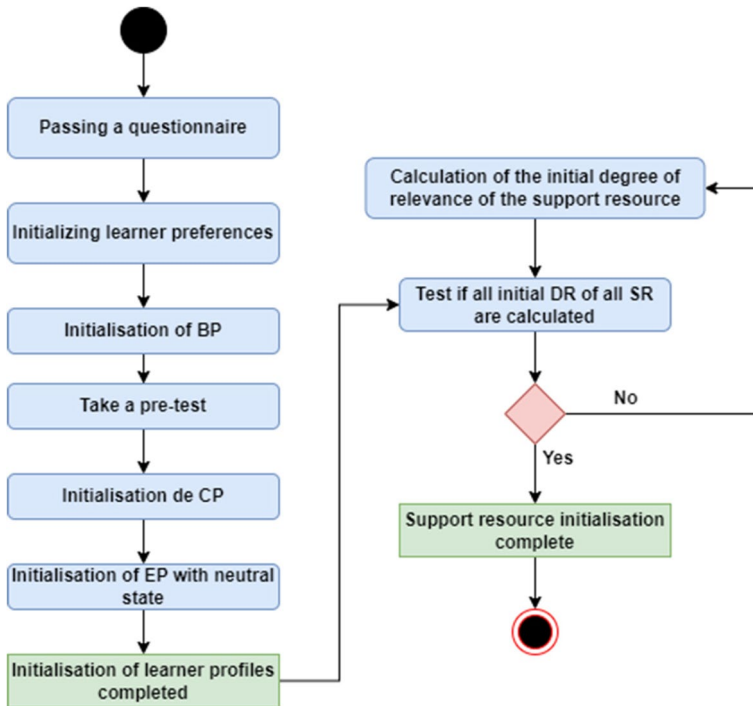 Passing a questionnaire
Initializing learner preferences
Initialisation of BP
Take a pre-test
Initialisation de CP
Initialisation of EP with neutral
state
Initialisation of learner profiles
completed
Calculation of the initial degree of
relevance of the support resource
Test if all initial DR of all SR
are calculated
No
Yes
Support resource initialisation
complete